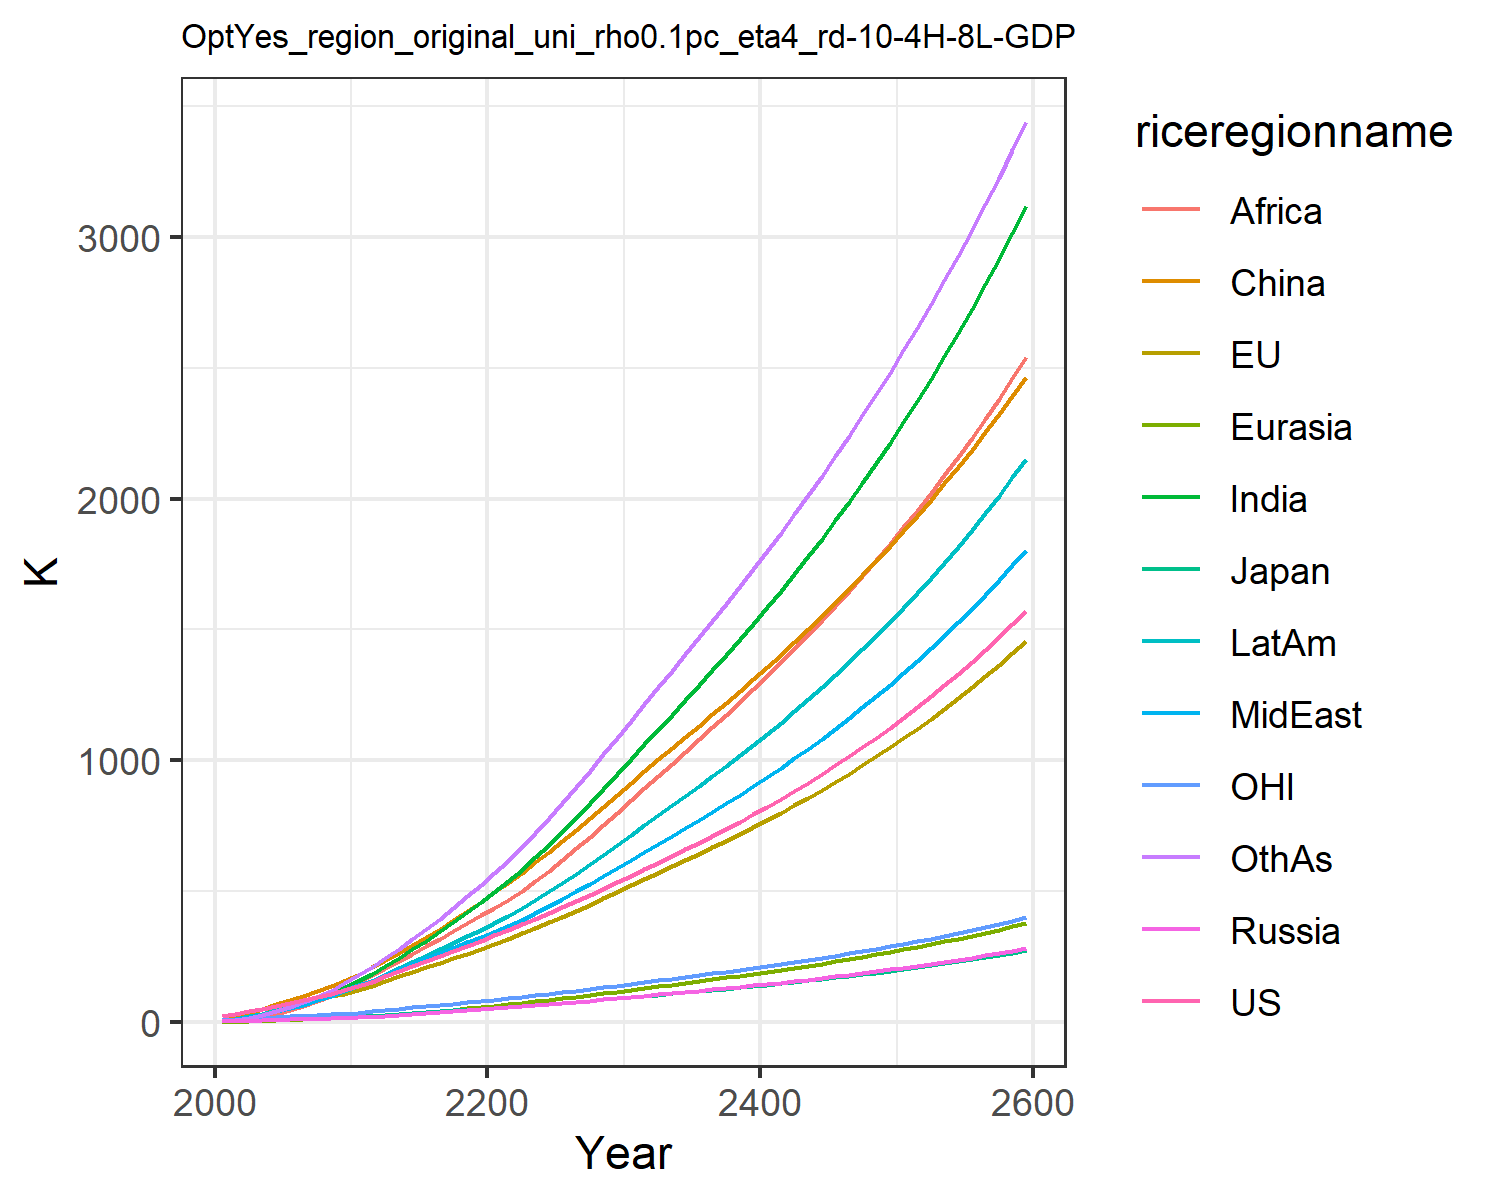 OptYes_region_original_uni_rho0.1pc_eta4_rd-10-4H-8L-GDP
K
3000
2000
1000
0
2000
2200
2400
2600
Year
riceregionname
Africa
China
EU
Eurasia
India
Japan
LatAm
MidEast
OHI
OthAs
Russia
US